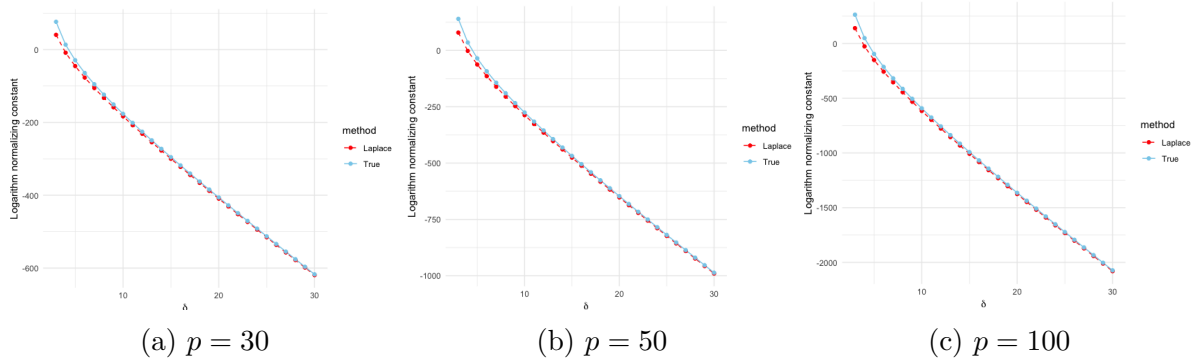 Logarithm normalizing constant
0
-200
-400
-600
10
20
30
δ
method
Laplace
True
(a) p = 30
Logarithm normalizing constant
0
-250
-500
-750
-1000
10
20
30
δ
method
Laplace
True
(b) p = 50
Logarithm normalizing constant
0
-500
-1000
-1500
-2000
10
20
30
δ
method
Laplace
True
(c) p = 100